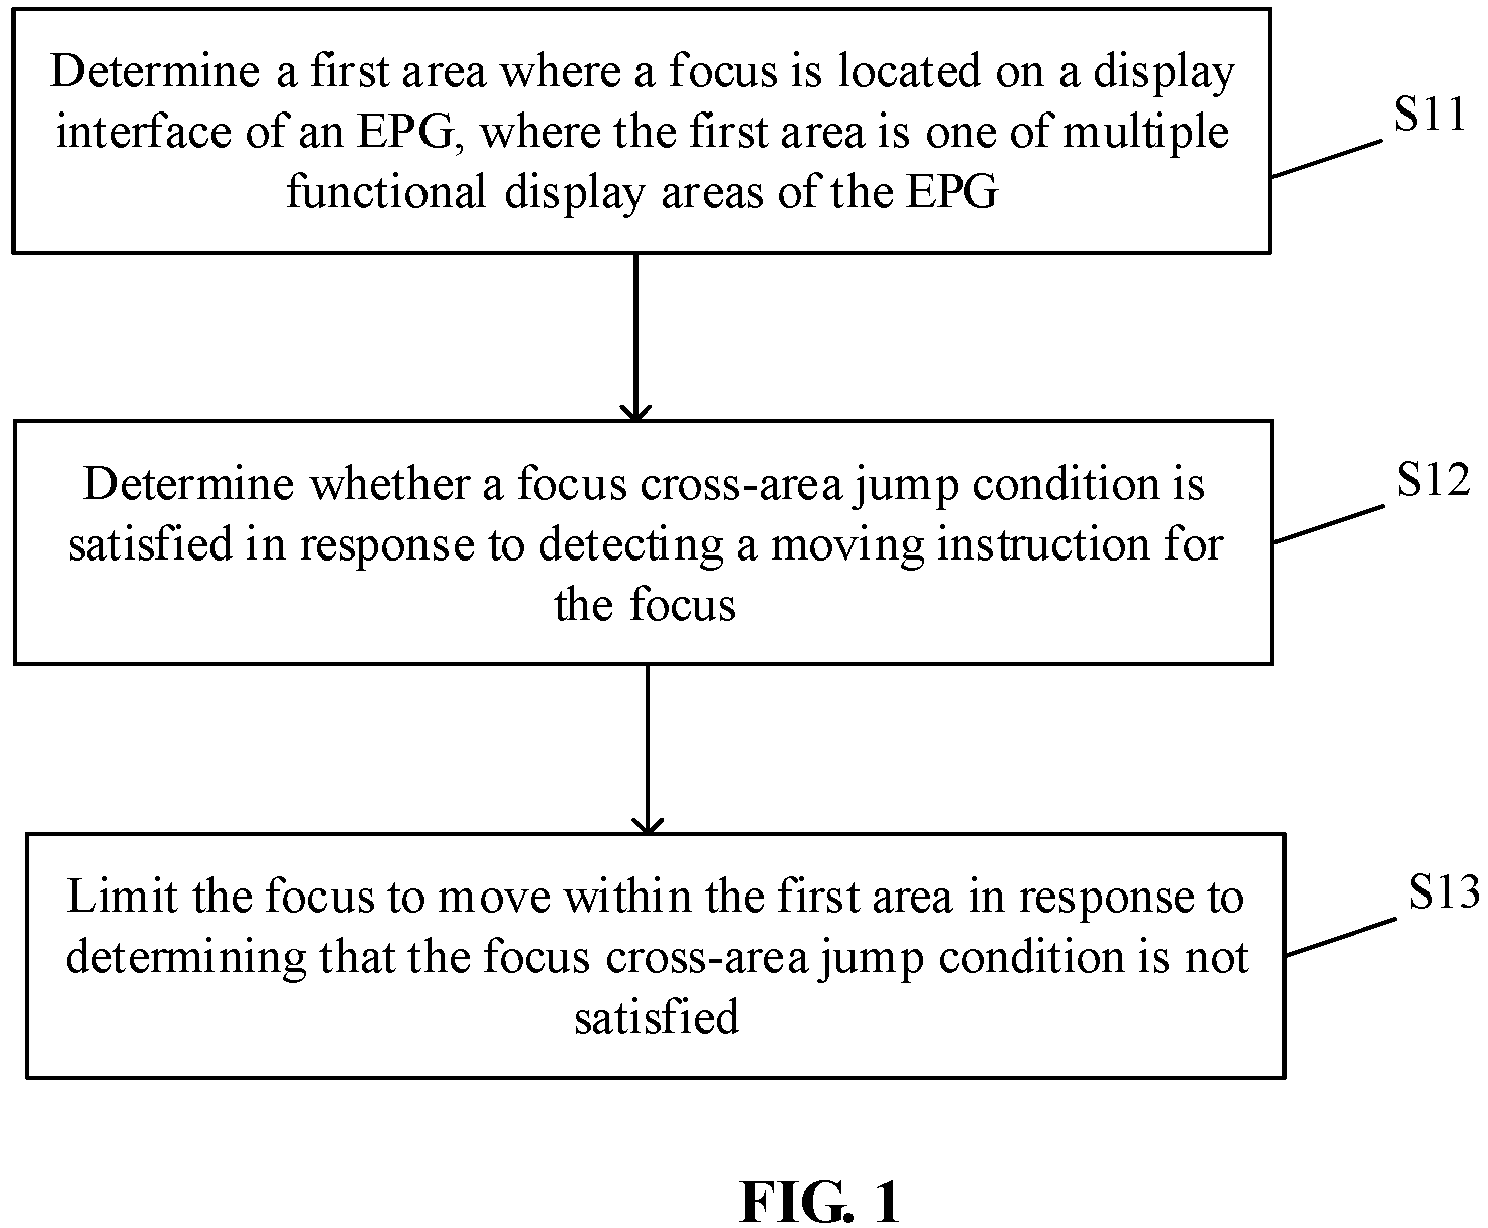 Determine a first area where a focus is located on a display
interface of an EPG, where the first area is one of multiple
functional display areas of the EPG
S11
Determine whether a focus cross-area jump condition is
satisfied in response to detecting a moving instruction for
the focus
S12
Limit the focus to move within the first area in response to
determining that the focus cross-area jump condition is not
satisfied
S13
FIG. 1